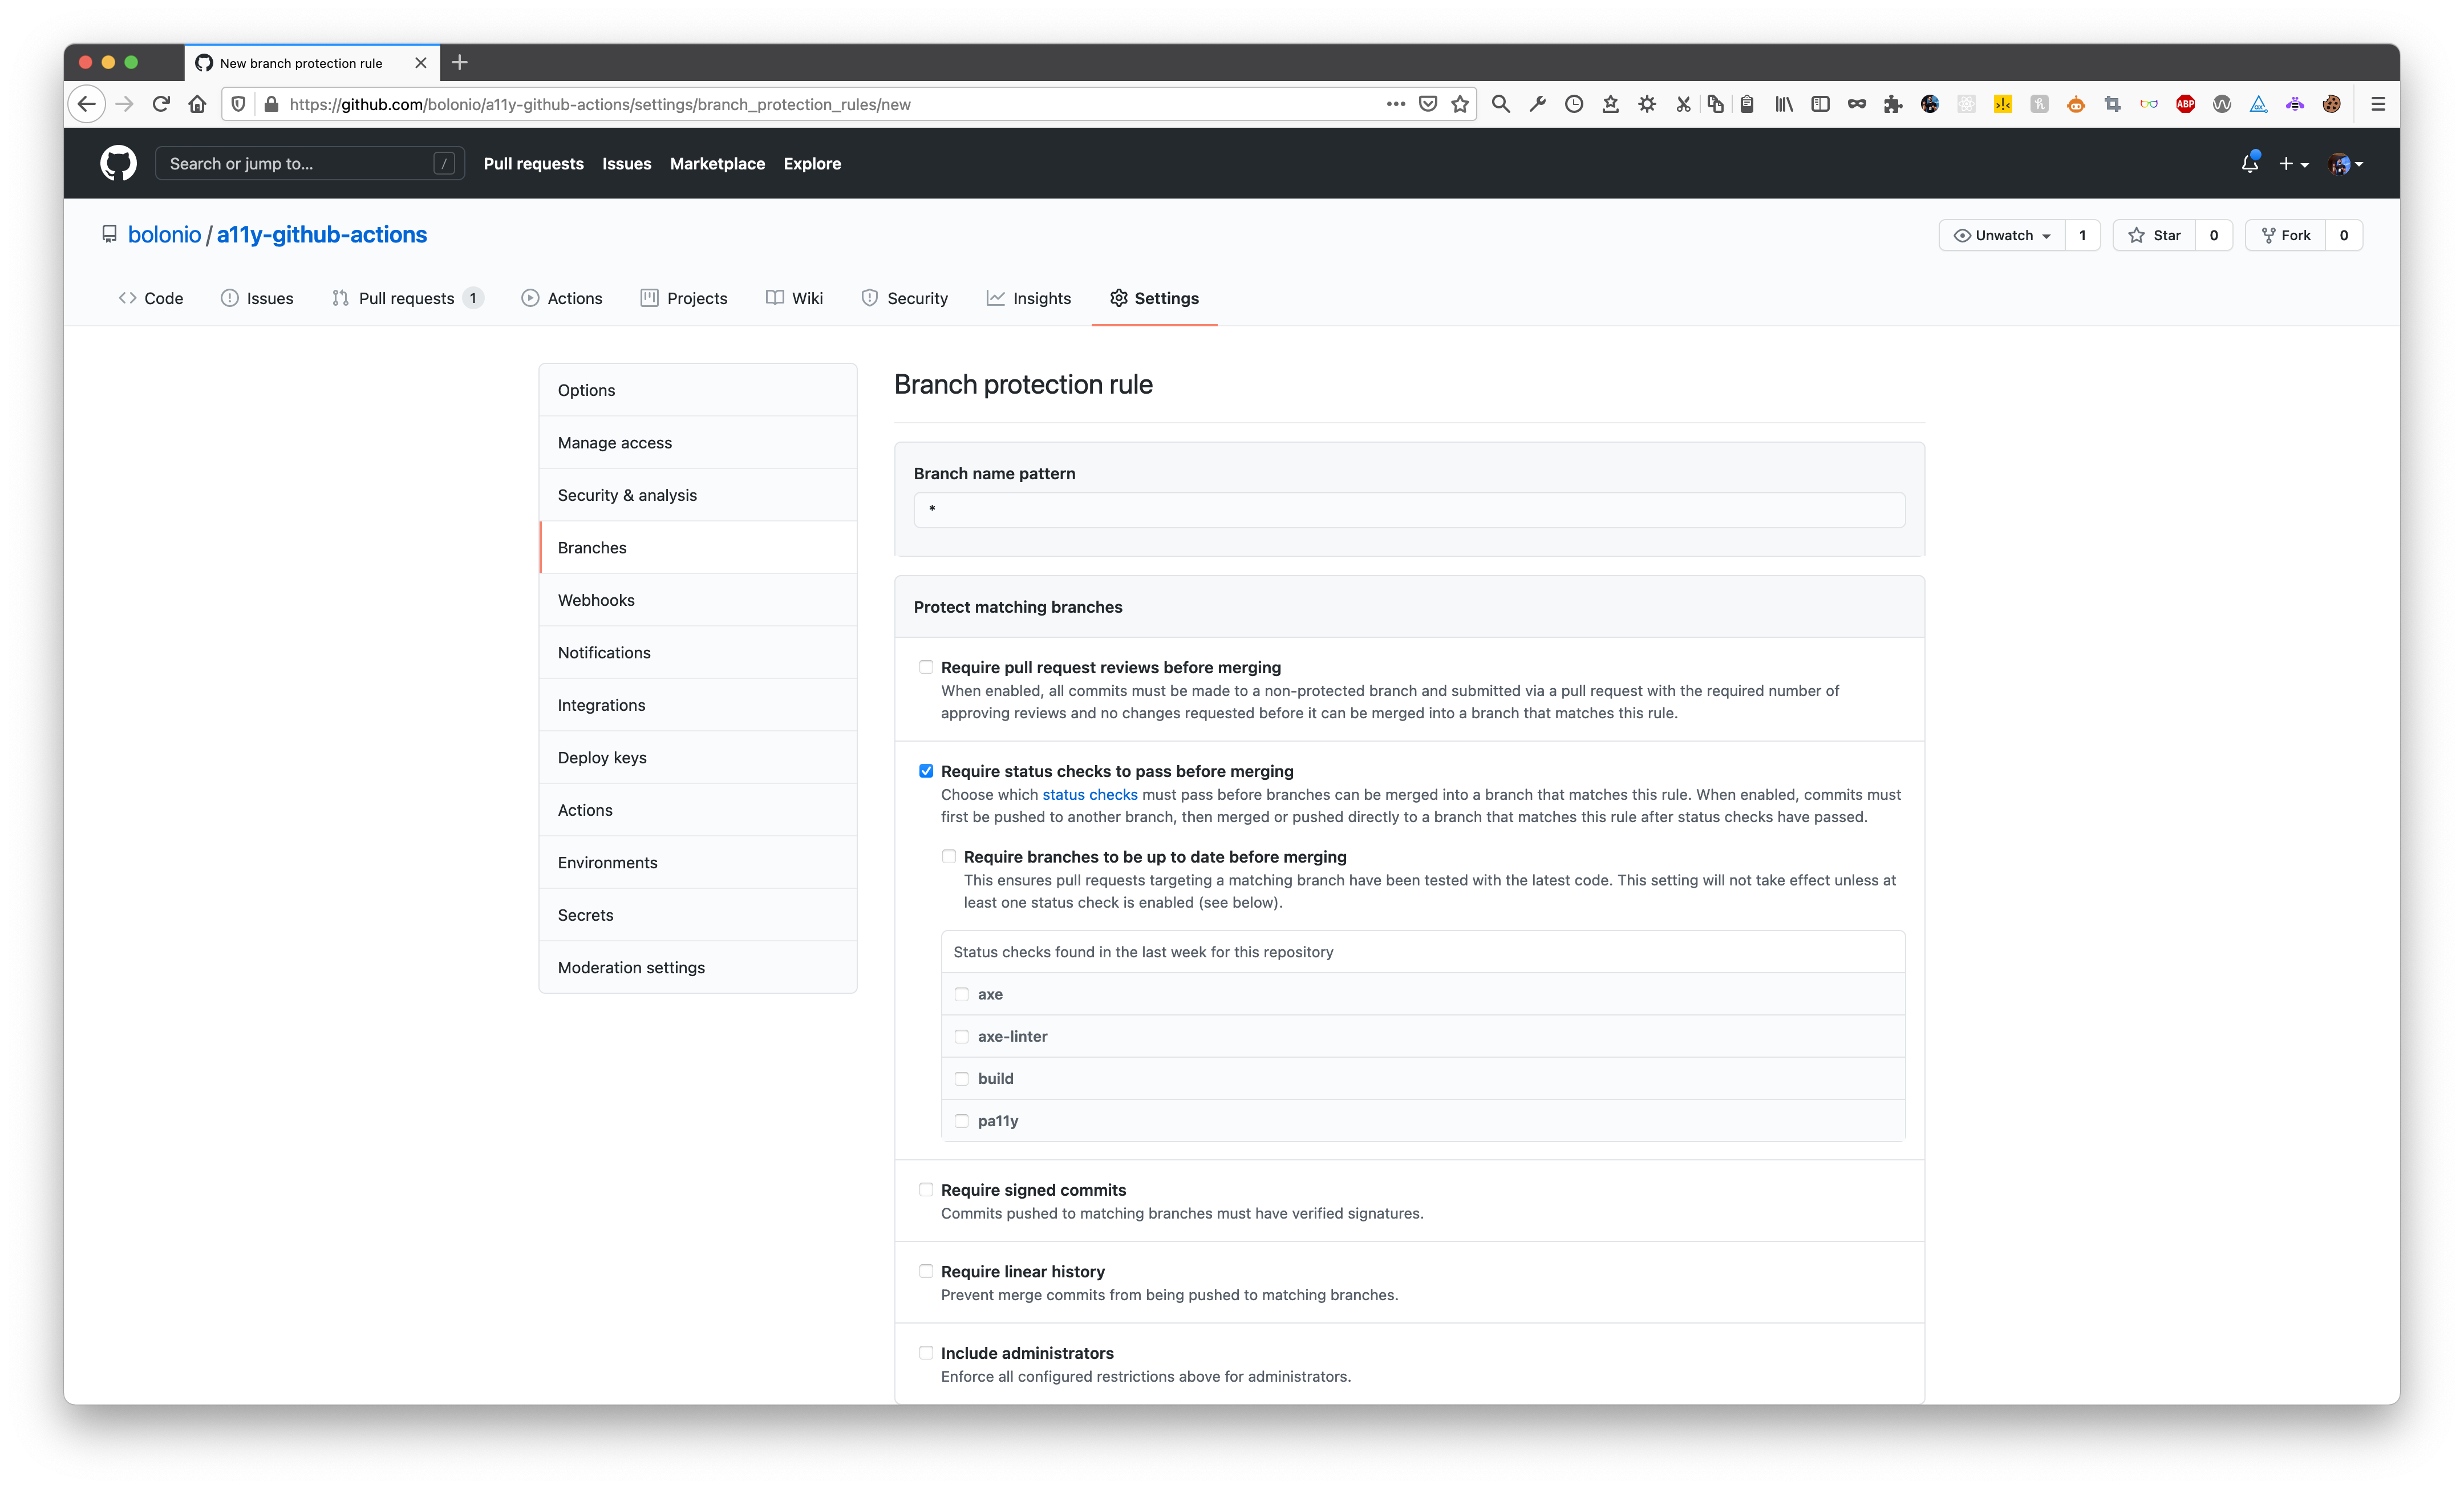 New branch protection rule
https://github.com/bolonio/a11y-github-actions/settings/branch_protection_rules/new
ABP
Search or jump to... /
Pull requests Issues Marketplace Explore
bolonio / a11y-github-actions
Unwatch 1 Star 0 Fork 0
Code Issues Pull requests 1 Actions Projects Wiki Security Insights Settings
Options
Manage access
Security & analysis
Branches
Webhooks
Notifications
Integrations
Deploy keys
Actions
Environments
Secrets
Moderation settings
Branch protection rule
Branch name pattern
*
Protect matching branches
Require pull request reviews before merging
When enabled, all commits must be made to a non-protected branch and submitted via a pull request with the required number of
approving reviews and no changes requested before it can be merged into a branch that matches this rule.
Require status checks to pass before merging
Choose which status checks must pass before branches can be merged into a branch that matches this rule. When enabled, commits must
first be pushed to another branch, then merged or pushed directly to a branch that matches this rule after status checks have passed.
Require branches to be up to date before merging
This ensures pull requests targeting a matching branch have been tested with the latest code. This setting will not take effect unless at
least one status check is enabled (see below).
Status checks found in the last week for this repository
axe
axe-linter
build
pa11y
Require signed commits
Commits pushed to matching branches must have verified signatures.
Require linear history
Prevent merge commits from being pushed to matching branches.
Include administrators
Enforce all configured restrictions above for administrators.